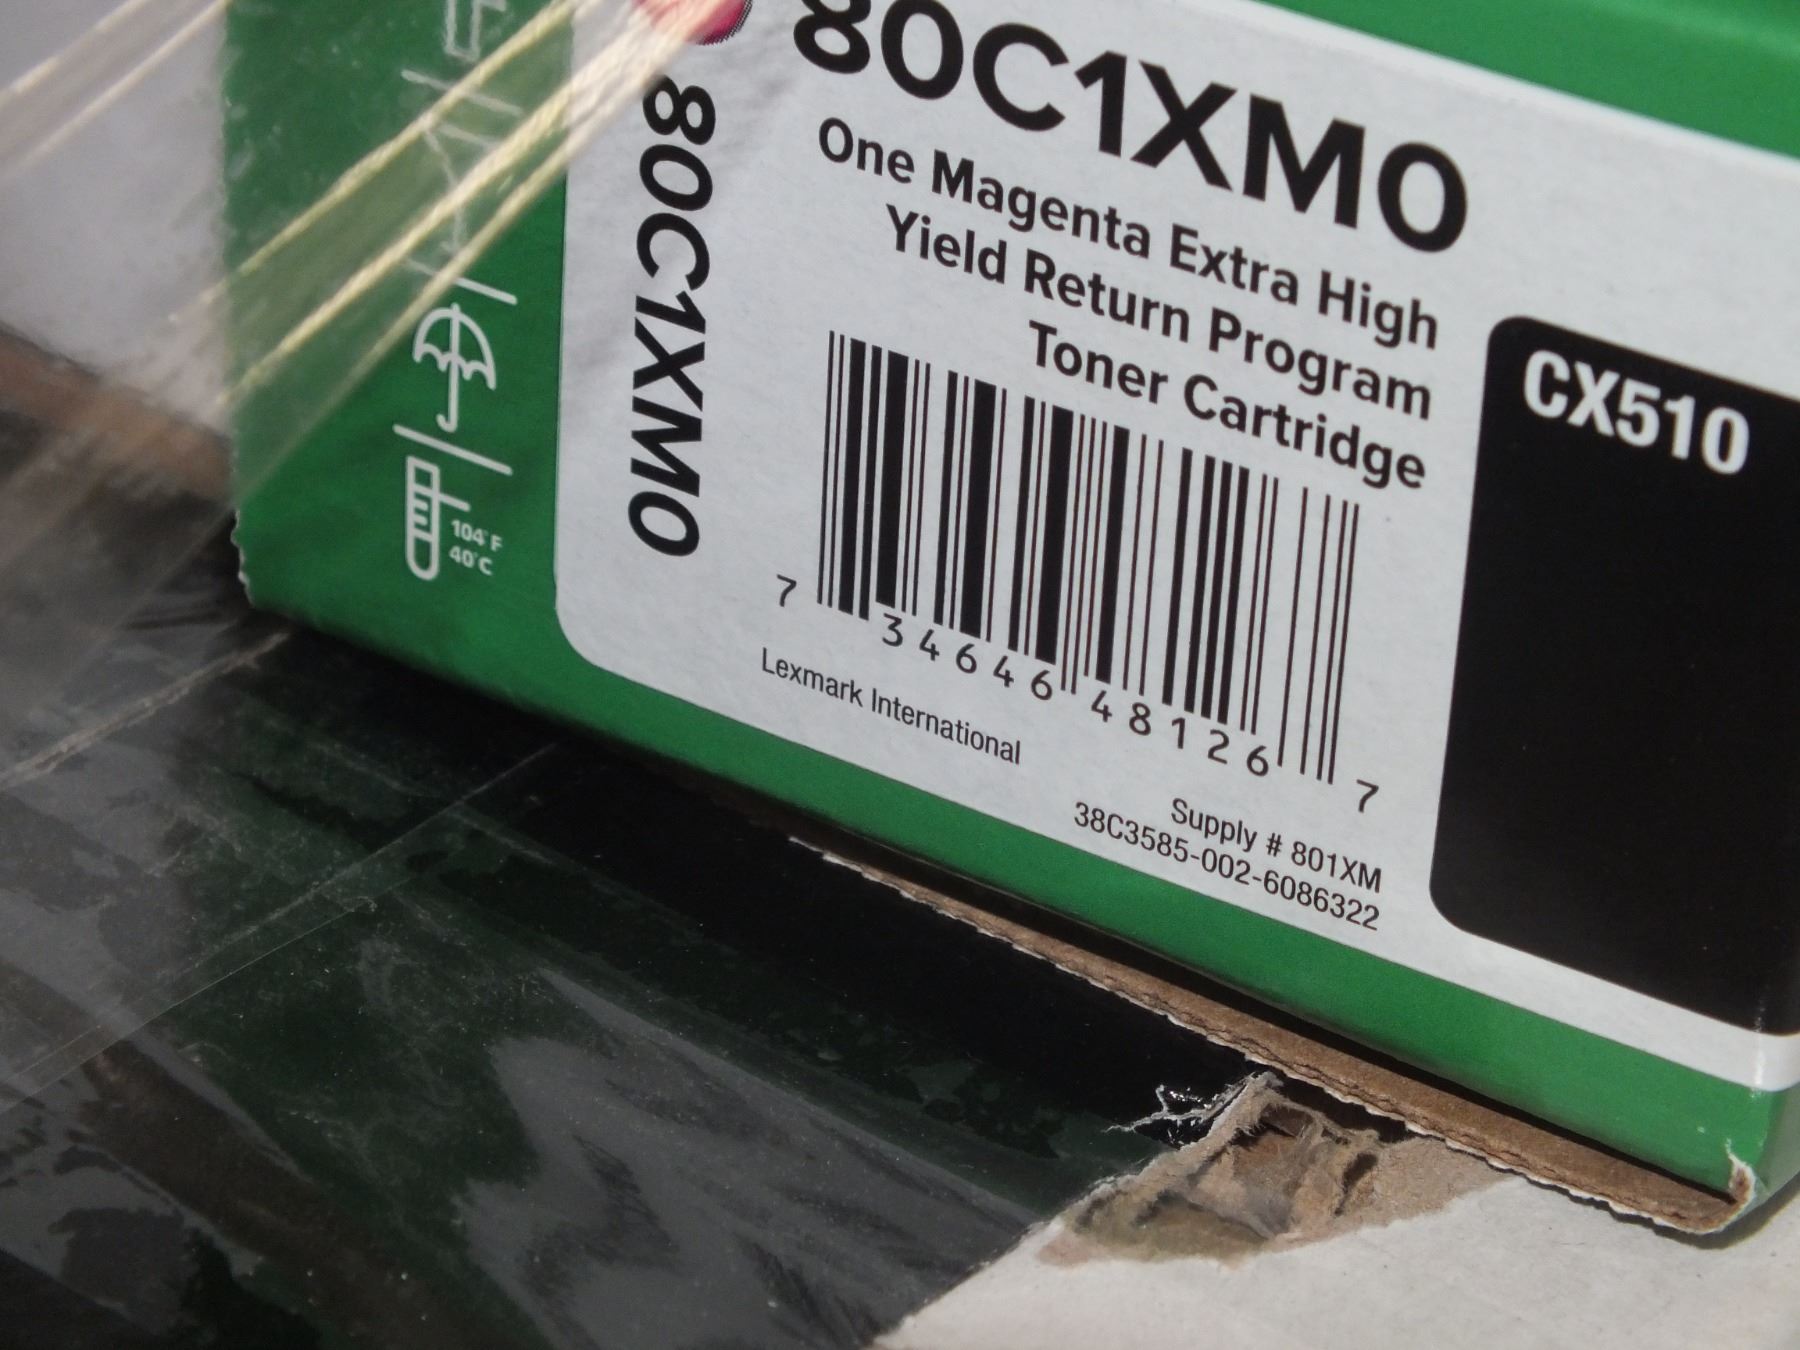 80C1XM0
80C1XM0
One Magenta Extra High
Yield Return Program
Toner Cartridge
CX510
104°F
40°C
7 34646 48126 7
Lexmark International
Supply # 801XM
38C3585-002-6086322